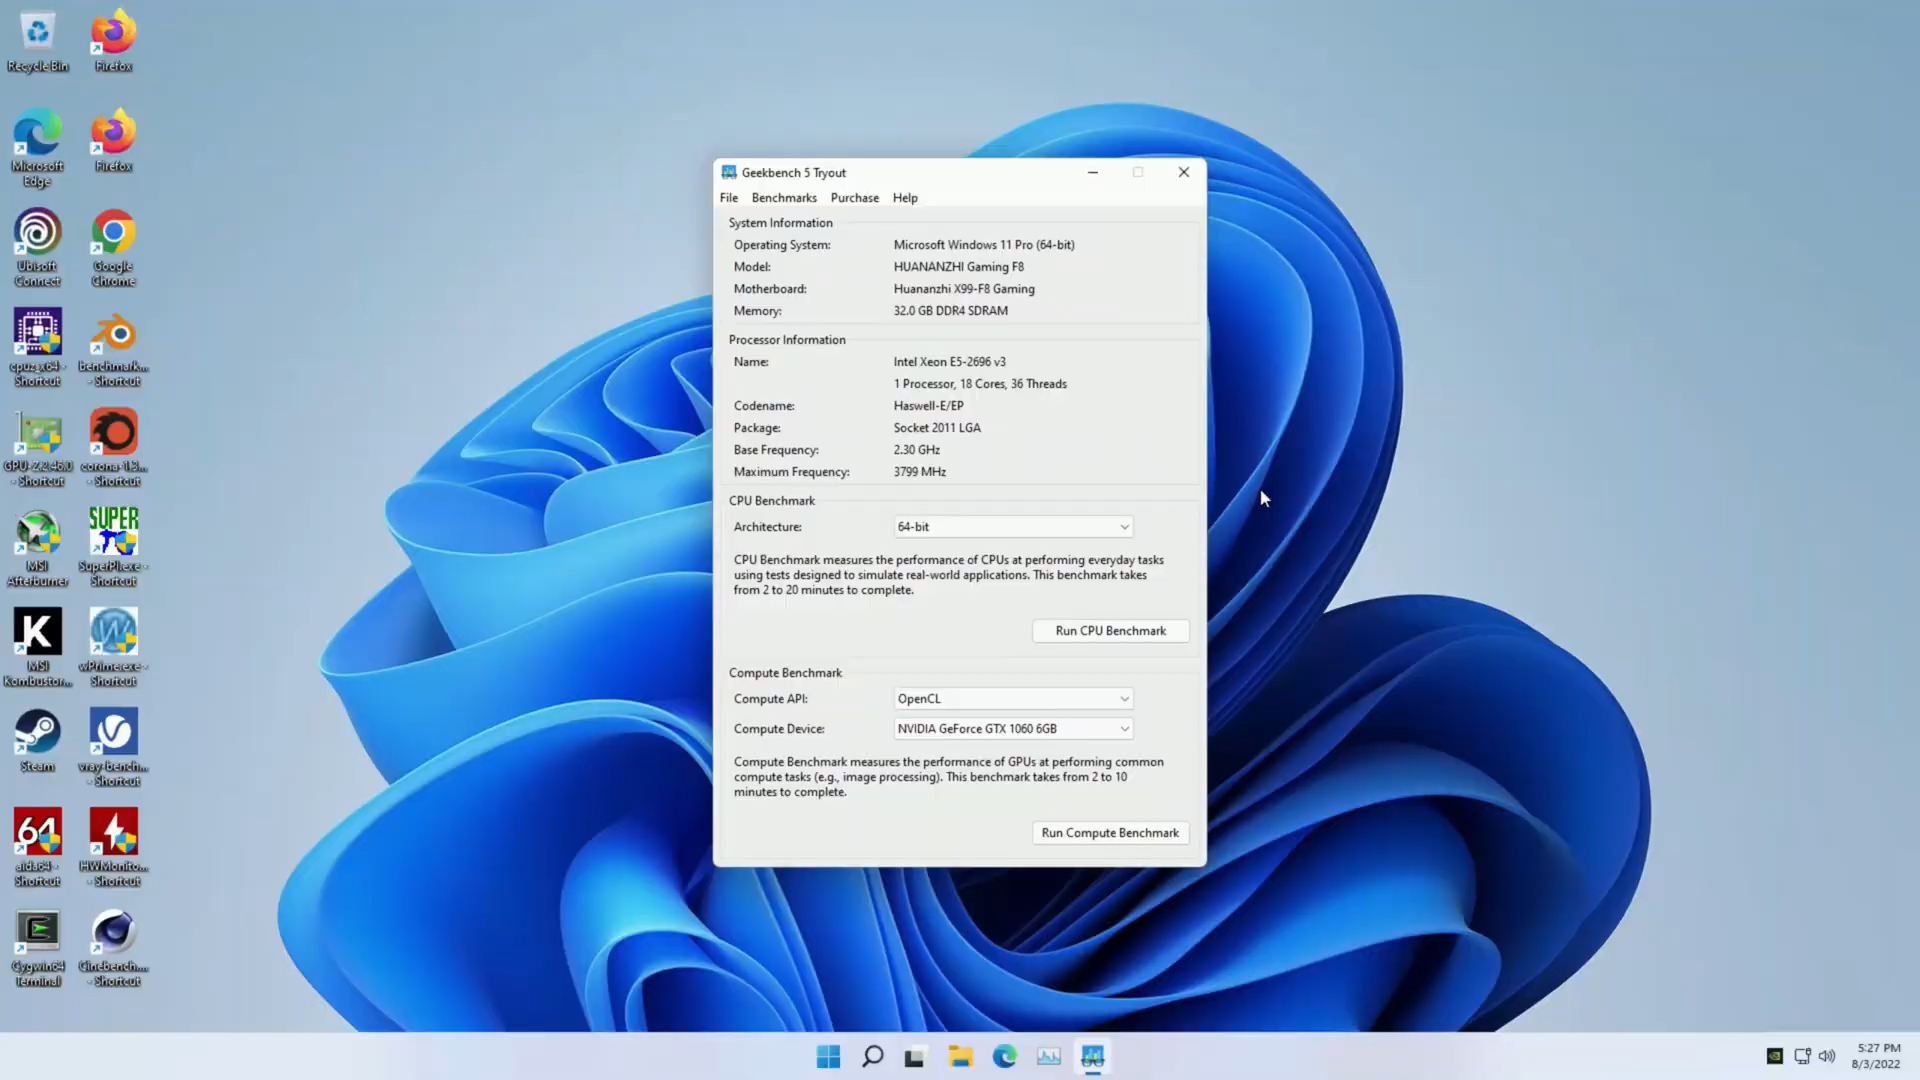 Recycle Bin
Firefox
Microsoft
Edge
Firefox
Ubisoft
Connect
Google
Chrome
cpuz_x64 -
Shortcut
benchmark...
- Shortcut
GPU-Z.2.46.0
- Shortcut
corona-1.3...
- Shortcut
MSI
Afterburner
SUPER
SuperPI.exe -
Shortcut
K
MSI
Kombustor...
W
wPrime.exe -
Shortcut
Steam
vray-bench...
- Shortcut
64
aida64 -
Shortcut
HWMonito...
- Shortcut
Cygwin64
Terminal
Cinebench...
- Shortcut
Geekbench 5 Tryout
File Benchmarks Purchase Help
System Information
Operating System: Microsoft Windows 11 Pro (64-bit)
Model: HUANANZHI Gaming F8
Motherboard: Huananzhi X99-F8 Gaming
Memory: 32.0 GB DDR4 SDRAM
Processor Information
Name: Intel Xeon E5-2696 v3
1 Processor, 18 Cores, 36 Threads
Codename: Haswell-E/EP
Package: Socket 2011 LGA
Base Frequency: 2.30 GHz
Maximum Frequency: 3799 MHz
CPU Benchmark
Architecture: 64-bit
CPU Benchmark measures the performance of CPUs at performing everyday tasks
using tests designed to simulate real-world applications. This benchmark takes
from 2 to 20 minutes to complete.
Run CPU Benchmark
Compute Benchmark
Compute API: OpenCL
Compute Device: NVIDIA GeForce GTX 1060 6GB
Compute Benchmark measures the performance of GPUs at performing common
compute tasks (e.g., image processing). This benchmark takes from 2 to 10
minutes to complete.
Run Compute Benchmark
5:27 PM
8/3/2022